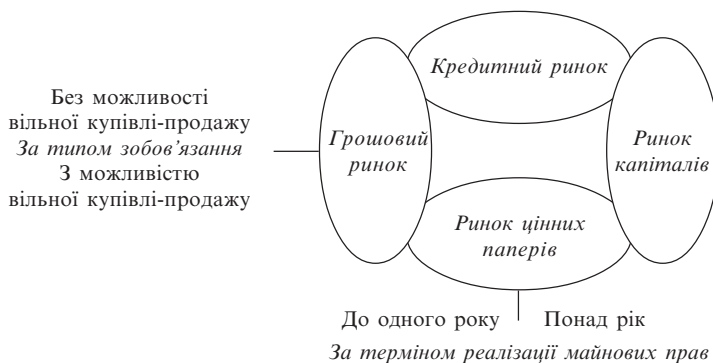 Кредитний ринок
Без можливості
вільної купівлі-продажу
За типом зобов'язання
З можливістю
вільної купівлі-продажу
Грошовий
ринок
Ринок
капіталів
Ринок цінних
паперів
До одного року Понад рік
За терміном реалізації майнових прав